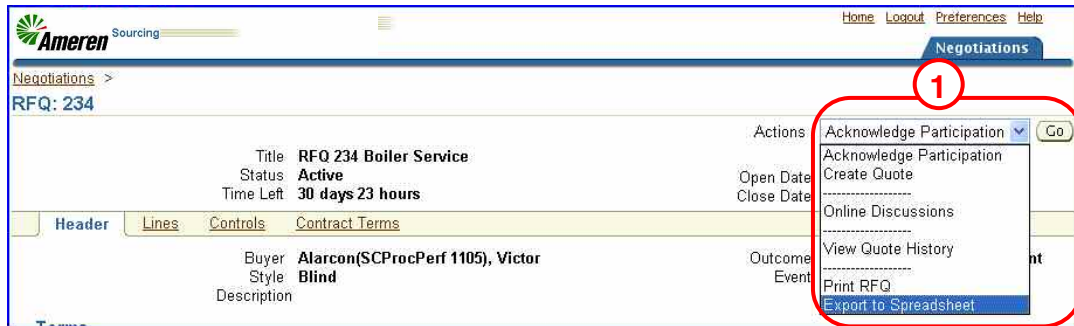 Ameren Sourcing
Home Logout Preferences Help
Negotiations
Negotiations >
1
RFQ: 234
Actions Acknowledge Participation Go
Acknowledge Participation
Title RFQ 234 Boiler Service
Create Quote
Status Active
Open Date
-------------------
Time Left 30 days 23 hours
Close Date
Online Discussions
-------------------
Header Lines Controls Contract Terms
View Quote History
Buyer Alarcon(SCProcPerf 1105), Victor
Outcome
nt
-------------------
Style Blind
Event
Print RFQ
Description
Export to Spreadsheet
Terms